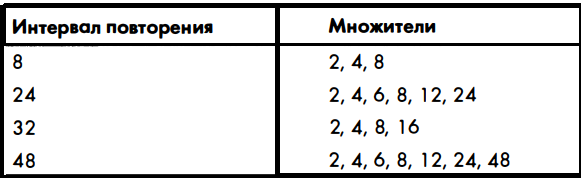 Интервал повторения Множители
8 2, 4, 8
24 2, 4, 6, 8, 12, 24
32 2, 4, 8, 16
48 2, 4, 6, 8, 12, 24, 48